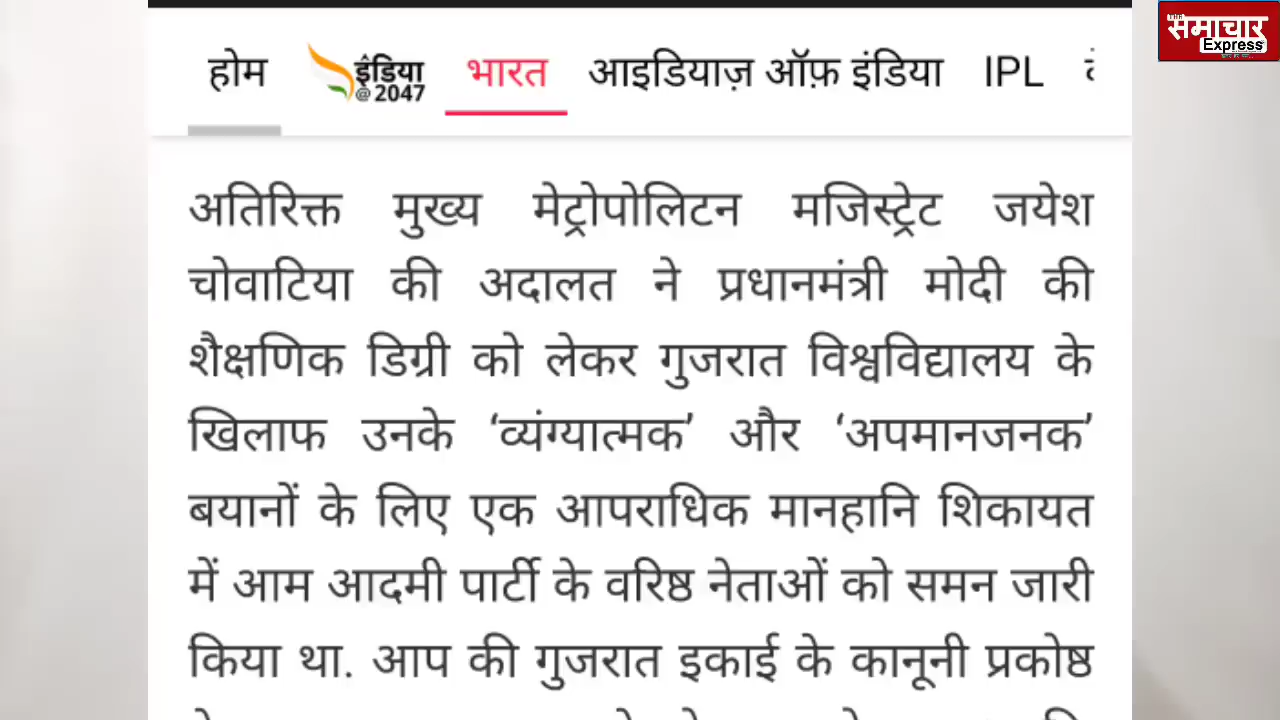 THE
समाचार
Express
होम
इंडिया
@ 2047
भारत
आइडियाज़ ऑफ़ इंडिया
IPL
अतिरिक्त मुख्य मेट्रोपोलिटन मजिस्ट्रेट जयेश
चोवाटिया की अदालत ने प्रधानमंत्री मोदी की
शैक्षणिक डिग्री को लेकर गुजरात विश्वविद्यालय के
खिलाफ उनके ‘व्यंग्यात्मक’ और ‘अपमानजनक’
बयानों के लिए एक आपराधिक मानहानि शिकायत
में आम आदमी पार्टी के वरिष्ठ नेताओं को समन जारी
किया था. आप की गुजरात इकाई के कानूनी प्रकोष्ठ